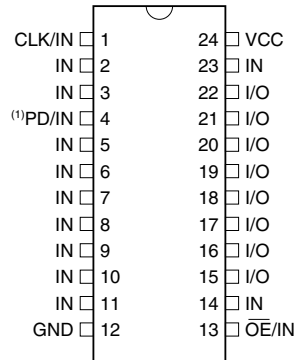 CLK/IN 1 24 VCC
IN 2 23 IN
IN 3 22 I/O
(1)PD/IN 4 21 I/O
IN 5 20 I/O
IN 6 19 I/O
IN 7 18 I/O
IN 8 17 I/O
IN 9 16 I/O
IN 10 15 I/O
IN 11 14 IN
GND 12 13 O̅E̅/IN